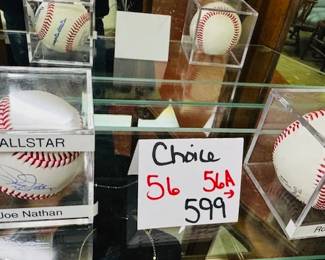 ALLSTAR
Joe Nathan
Choice
56 56A
→
599